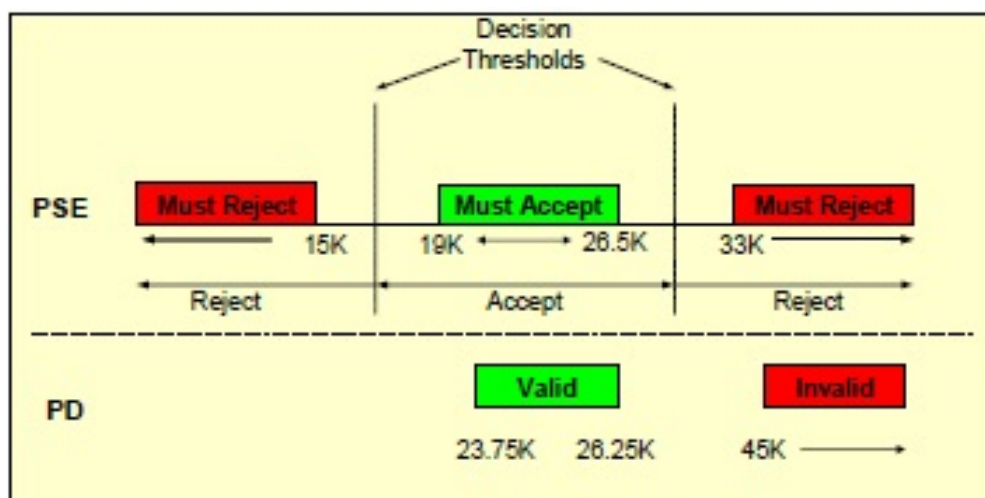 Decision
Thresholds
PSE
Must Reject
Must Accept
Must Reject
15K
19K
26.5K
33K
Reject
Accept
Reject
PD
Valid
Invalid
23.75K
26.25K
45K